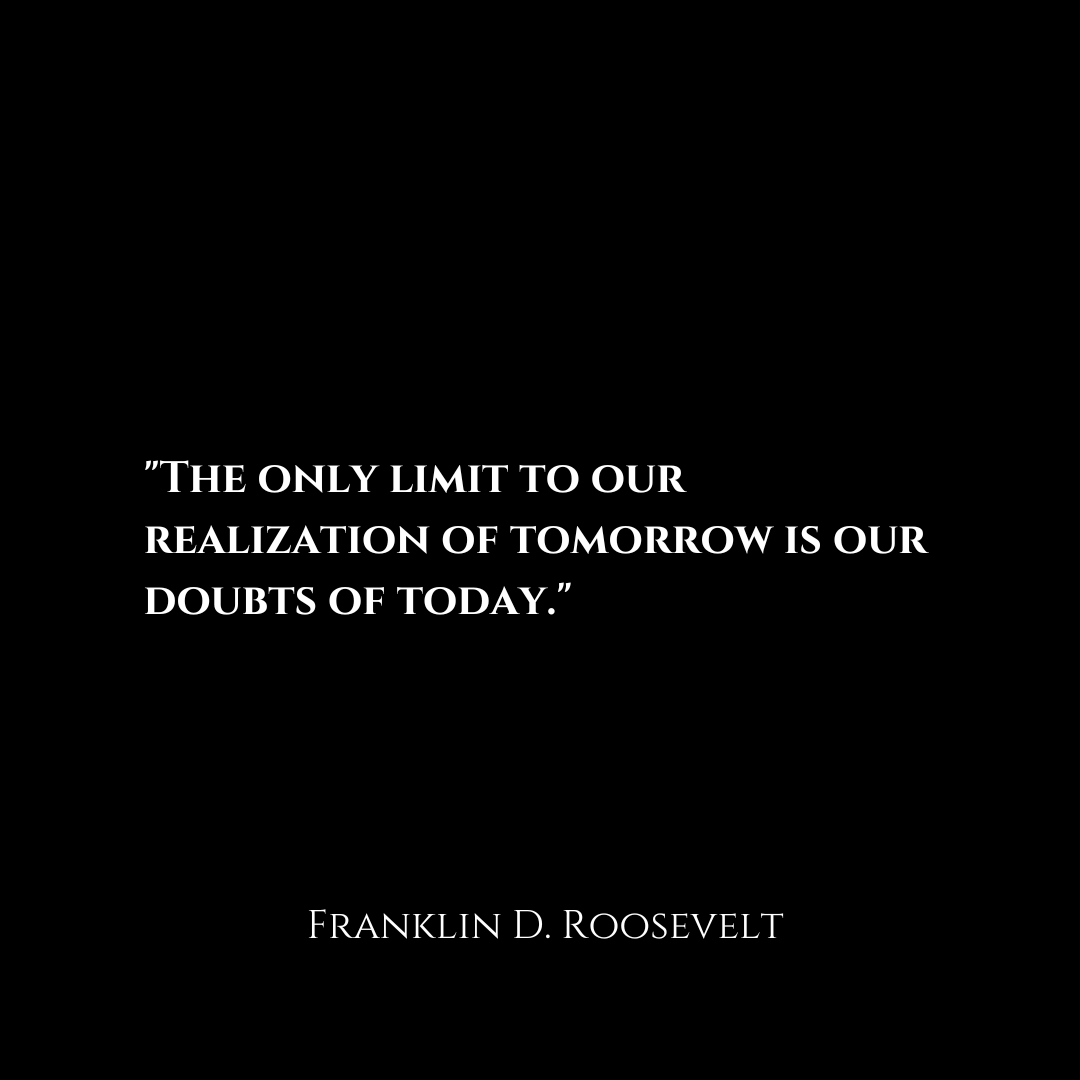 "The only limit to our
realization of tomorrow is our
doubts of today."
Franklin D. Roosevelt